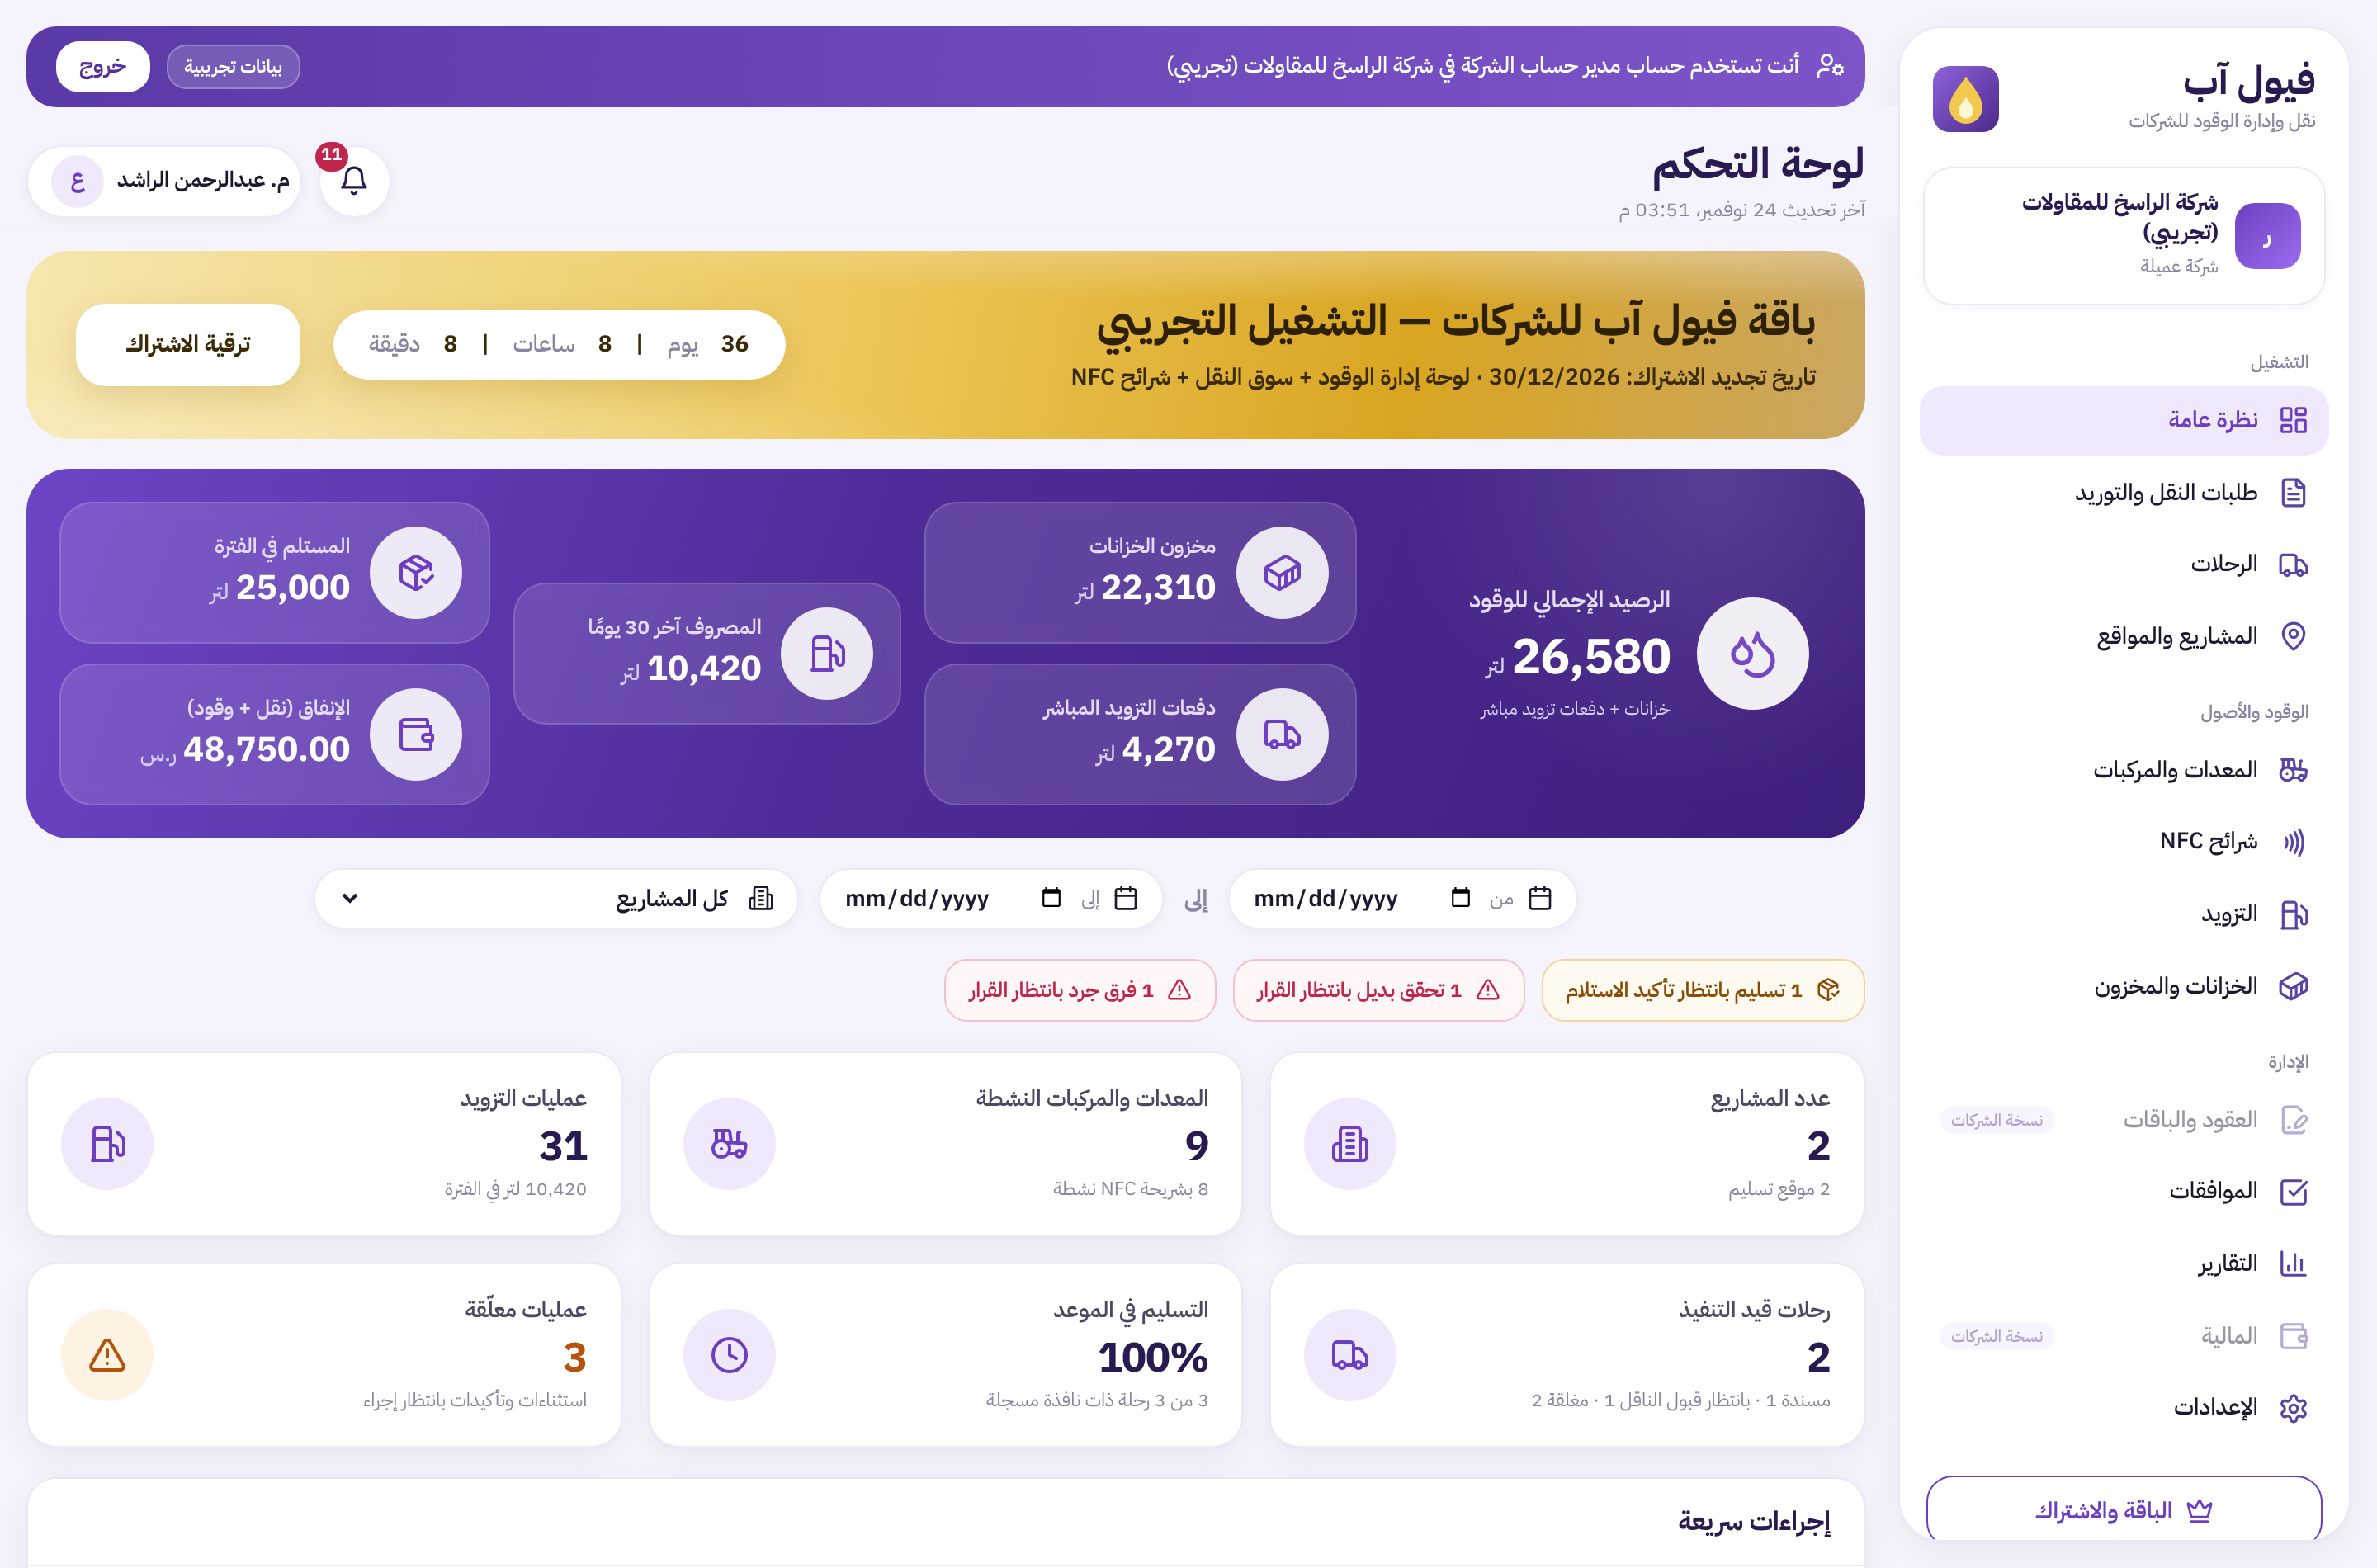 فيول آب
نقل وإدارة الوقود للشركات
ر
شركة الراسخ للمقاولات
(تجريبي)
شركة عميلة
التشغيل
نظرة عامة
طلبات النقل والتوريد
الرحلات
المشاريع والمواقع
الوقود والأصول
المعدات والمركبات
شرائح NFC
التزويد
الخزانات والمخزون
الإدارة
العقود والباقات نسخة الشركات
الموافقات
التقارير
المالية نسخة الشركات
الإعدادات
الباقة والاشتراك
أنت تستخدم حساب مدير حساب الشركة في شركة الراسخ للمقاولات (تجريبي)
بيانات تجريبية
خروج
لوحة التحكم
آخر تحديث 24 نوفمبر، 03:51 م
11
م. عبدالرحمن الراشد
ع
باقة فيول آب للشركات — التشغيل التجريبي
تاريخ تجديد الاشتراك: 30/12/2026 · لوحة إدارة الوقود + سوق النقل + شرائح NFC
36 يوم | 8 ساعات | 8 دقيقة
ترقية الاشتراك
الرصيد الإجمالي للوقود
26,580 لتر
خزانات + دفعات تزويد مباشر
مخزون الخزانات
22,310 لتر
دفعات التزويد المباشر
4,270 لتر
المصروف آخر 30 يومًا
10,420 لتر
المستلم في الفترة
25,000 لتر
الإنفاق (نقل + وقود)
48,750.00 ر.س
من mm/dd/yyyy
إلى
إلى mm/dd/yyyy
كل المشاريع
1 تسليم بانتظار تأكيد الاستلام
1 تحقق بديل بانتظار القرار
1 فرق جرد بانتظار القرار
عدد المشاريع
2
2 موقع تسليم
المعدات والمركبات النشطة
9
8 بشريحة NFC نشطة
عمليات التزويد
31
10,420 لتر في الفترة
رحلات قيد التنفيذ
2
مسندة 1 · بانتظار قبول الناقل 1 · مغلقة 2
التسليم في الموعد
100%
3 من 3 رحلة ذات نافذة مسجلة
عمليات معلّقة
3
استثناءات وتأكيدات بانتظار إجراء
إجراءات سريعة